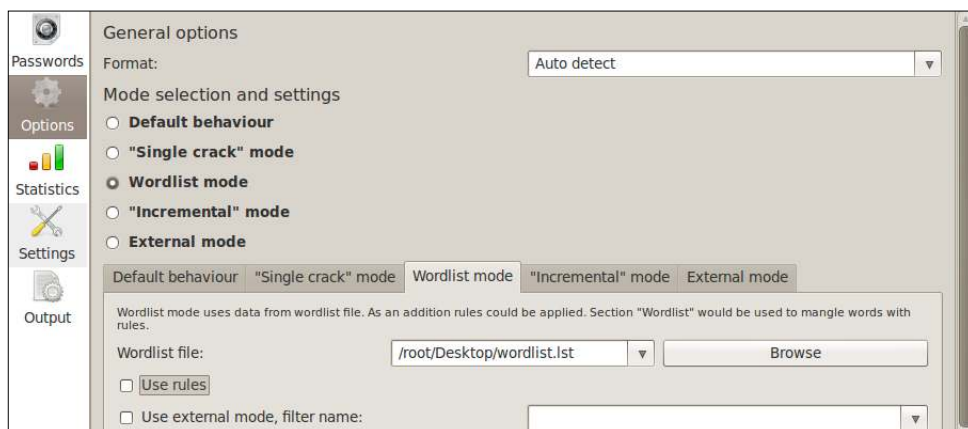 Passwords
Options
Statistics
Settings
Output
General options
Format:
Auto detect
Mode selection and settings
Default behaviour
"Single crack" mode
Wordlist mode
"Incremental" mode
External mode
Default behaviour "Single crack" mode Wordlist mode "Incremental" mode External mode
Wordlist mode uses data from wordlist file. As an addition rules could be applied. Section "Wordlist" would be used to mangle words with
rules.
Wordlist file:
/root/Desktop/wordlist.lst
Browse
Use rules
Use external mode, filter name: